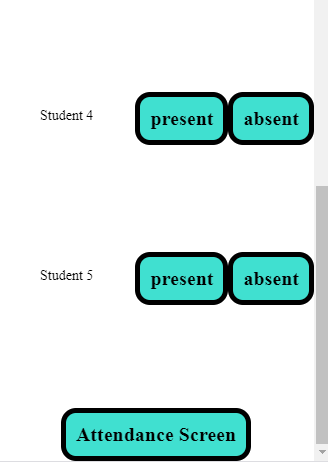 Student 4 present absent
Student 5 present absent
Attendance Screen